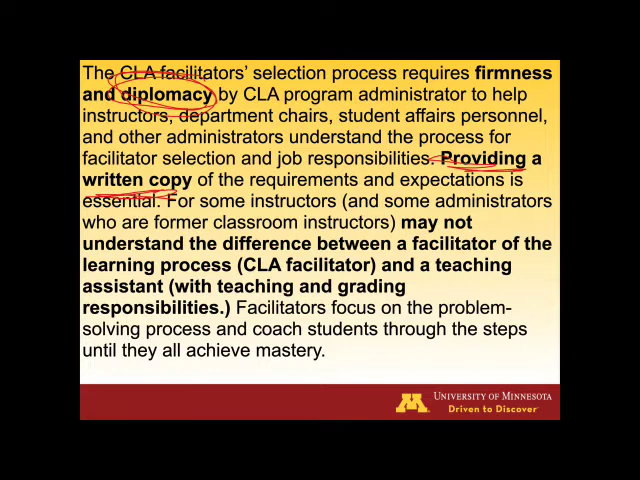 The CLA facilitators' selection process requires firmness
and diplomacy by CLA program administrator to help
instructors, department chairs, student affairs personnel,
and other administrators understand the process for
facilitator selection and job responsibilities. Providing a
written copy of the requirements and expectations is
essential. For some instructors (and some administrators
who are former classroom instructors) may not
understand the difference between a facilitator of the
learning process (CLA facilitator) and a teaching
assistant (with teaching and grading
responsibilities.) Facilitators focus on the problem-
solving process and coach students through the steps
until they all achieve mastery.
M UNIVERSITY OF MINNESOTA
Driven to Discover℠